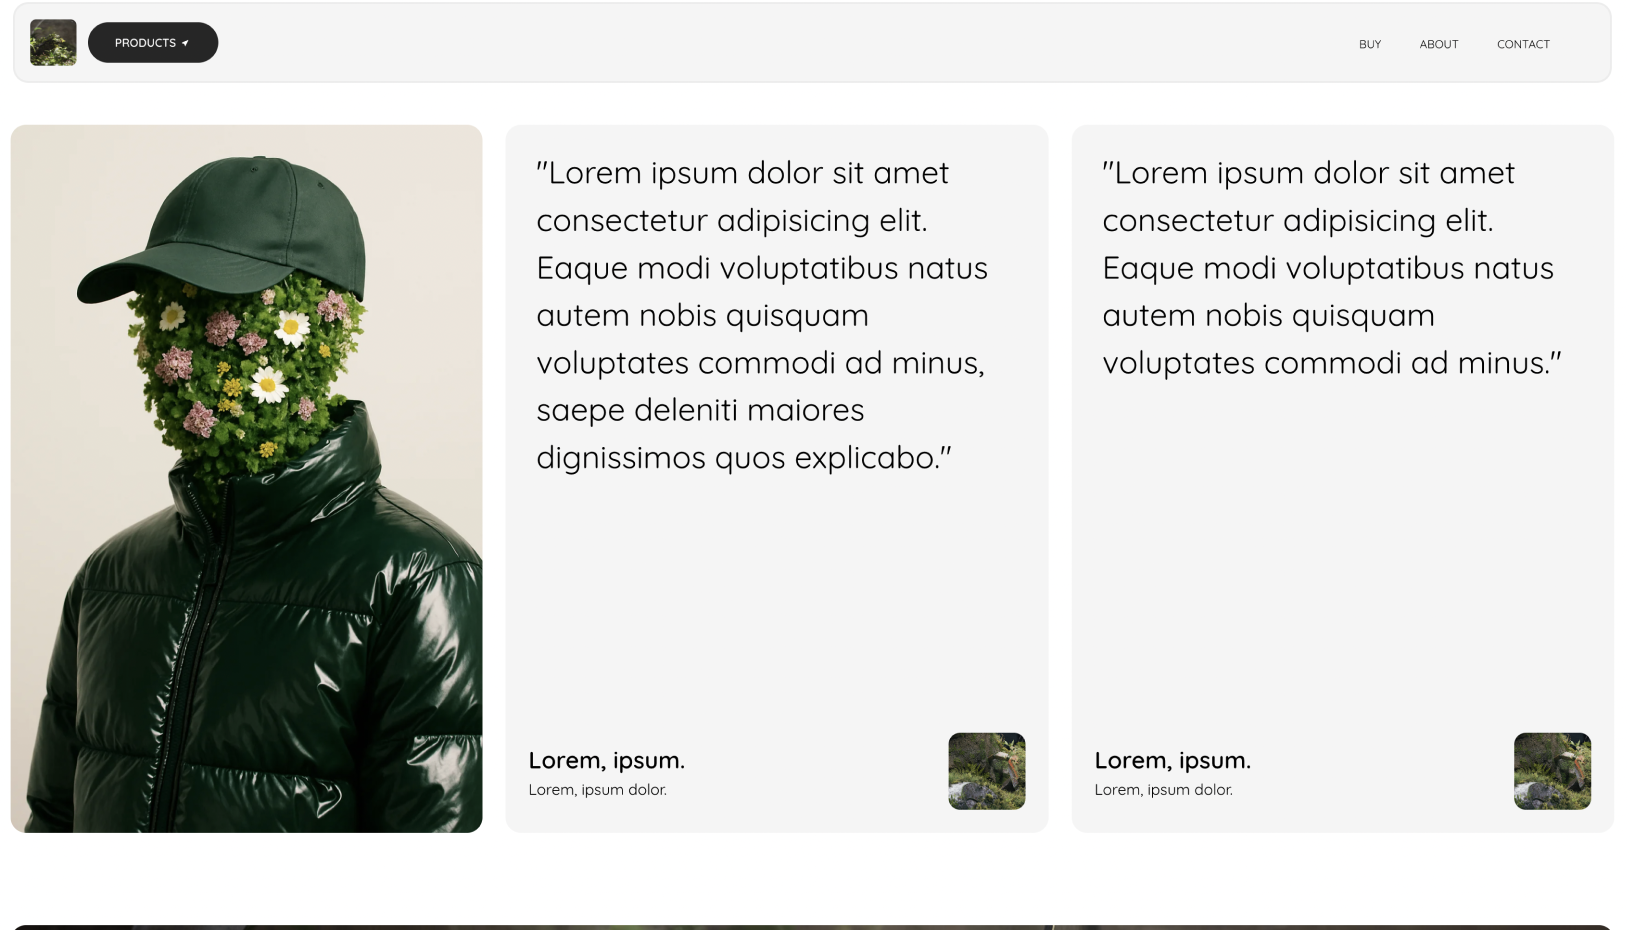 PRODUCTS
BUY
ABOUT
CONTACT
"Lorem ipsum dolor sit amet
consectetur adipisicing elit.
Eaque modi voluptatibus natus
autem nobis quisquam
voluptates commodi ad minus,
saepe deleniti maiores
dignissimos quos explicabo."
Lorem, ipsum.
Lorem, ipsum dolor.
"Lorem ipsum dolor sit amet
consectetur adipisicing elit.
Eaque modi voluptatibus natus
autem nobis quisquam
voluptates commodi ad minus."
Lorem, ipsum.
Lorem, ipsum dolor.